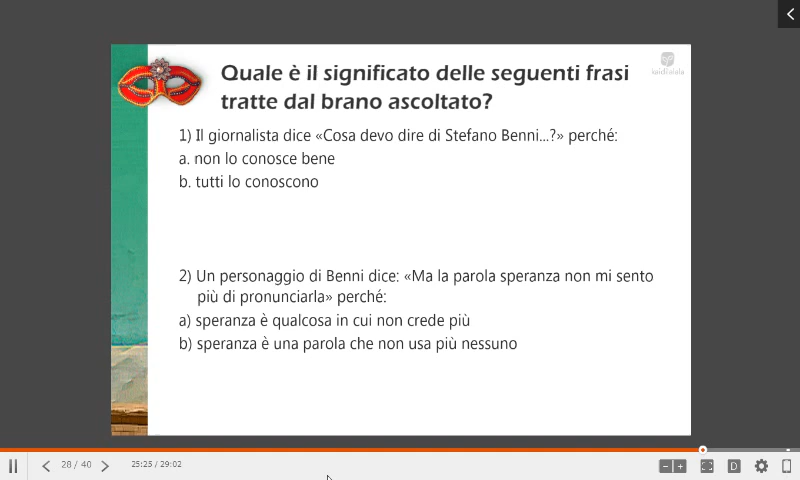 Quale è il significato delle seguenti frasi
tratte dal brano ascoltato?
1) Il giornalista dice «Cosa devo dire di Stefano Benni...?» perché:
a. non lo conosce bene
b. tutti lo conoscono
2) Un personaggio di Benni dice: «Ma la parola speranza non mi sento
più di pronunciarla» perché:
a) speranza è qualcosa in cui non crede più
b) speranza è una parola che non usa più nessuno
28 / 40
25:25 / 29:02
D